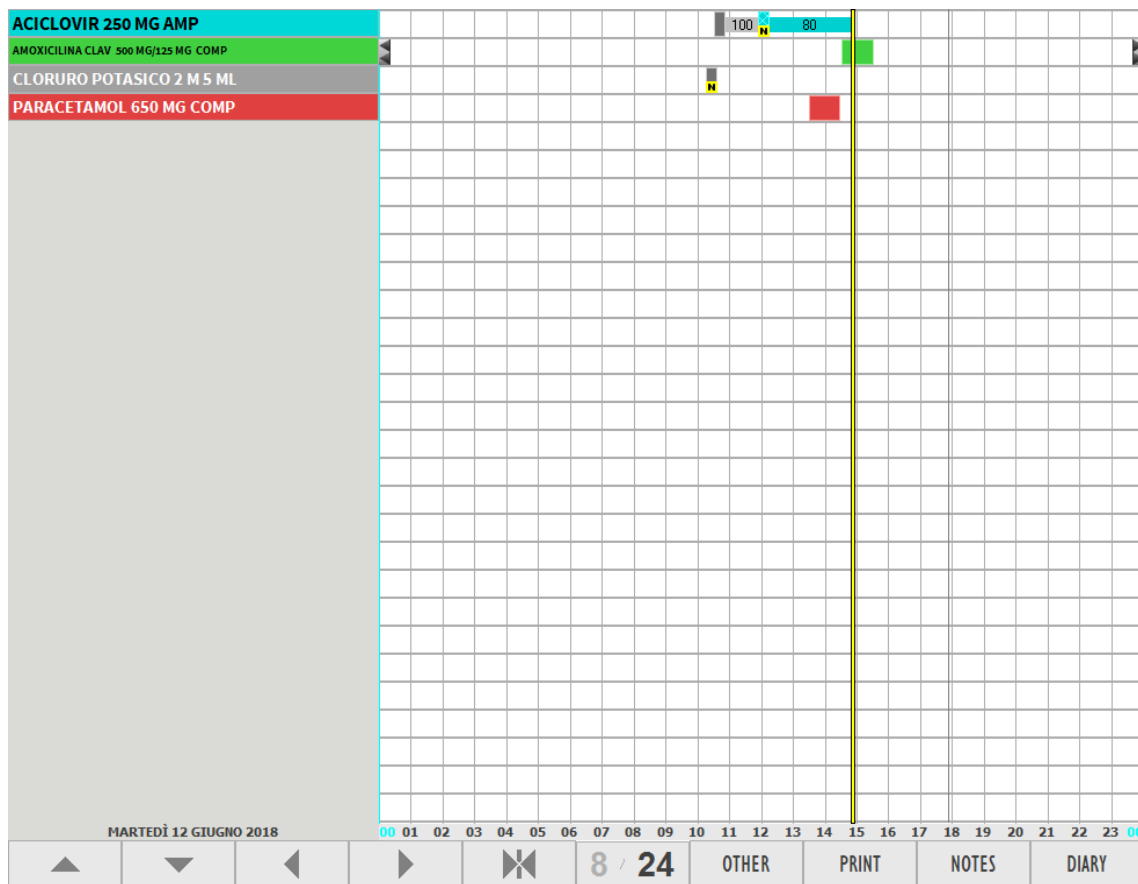 ACICLOVIR 250 MG AMP
100 N 80
AMOXICILINA CLAV 500 MG/125 MG COMP
CLORURO POTASICO 2 M 5 ML
N
PARACETAMOL 650 MG COMP
MARTEDÌ 12 GIUGNO 2018 00 01 02 03 04 05 06 07 08 09 10 11 12 13 14 15 16 17 18 19 20 21 22 23
8 / 24 OTHER PRINT NOTES DIARY